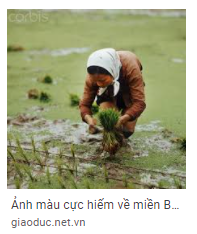 corbis
Ảnh màu cực hiếm về miền B...
giaoduc.net.vn